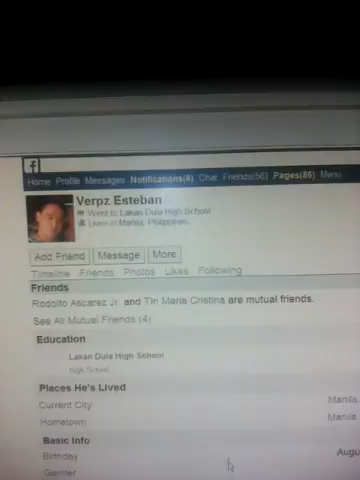 f
Home Profile Messages Notifications(8) Chat Friends(56) Pages(86) Menu
Verpz Esteban
Went to Lakan Dula High School
Lives in Manila, Philippines
Add Friend Message More
Timeline Friends Photos Likes Following
Friends
Rodolfo Ascarez Jr and Tin Maria Cristina are mutual friends.
See All Mutual Friends (4)
Education
Lakan Dula High School
High School
Places He's Lived
Current City Manila
Hometown Manila
Basic Info
Birthday Augu
Gender